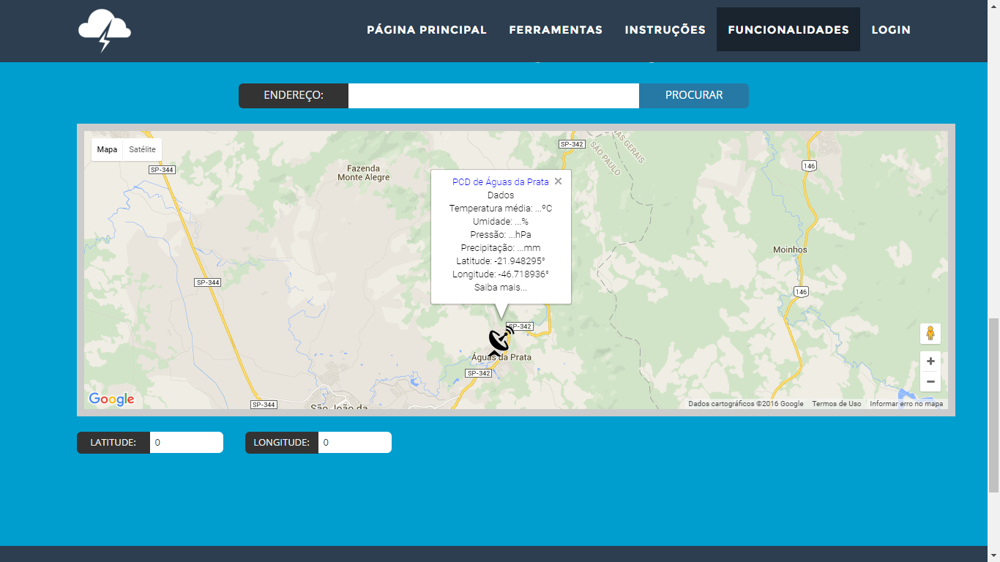 PÁGINA PRINCIPAL FERRAMENTAS INSTRUÇÕES FUNCIONALIDADES LOGIN
ENDEREÇO: PROCURAR
Mapa Satélite
SP-344
Fazenda
Monte Alegre
SP-342
MINAS GERAIS
SÃO PAULO
146
PCD de Águas da Prata
Dados
Temperatura média: ...ºC
Umidade: ...%
Pressão: ...hPa
Precipitação: ...mm
Latitude: -21.948295°
Longitude: -46.718936°
Saiba mais...
Moinhos
SP-344
146
SP-342
Águas da Prata
SP-342
Google
SP-344
São João da
Dados cartográficos ©2016 Google Termos de Uso Informar erro no mapa
LATITUDE: 0 LONGITUDE: 0